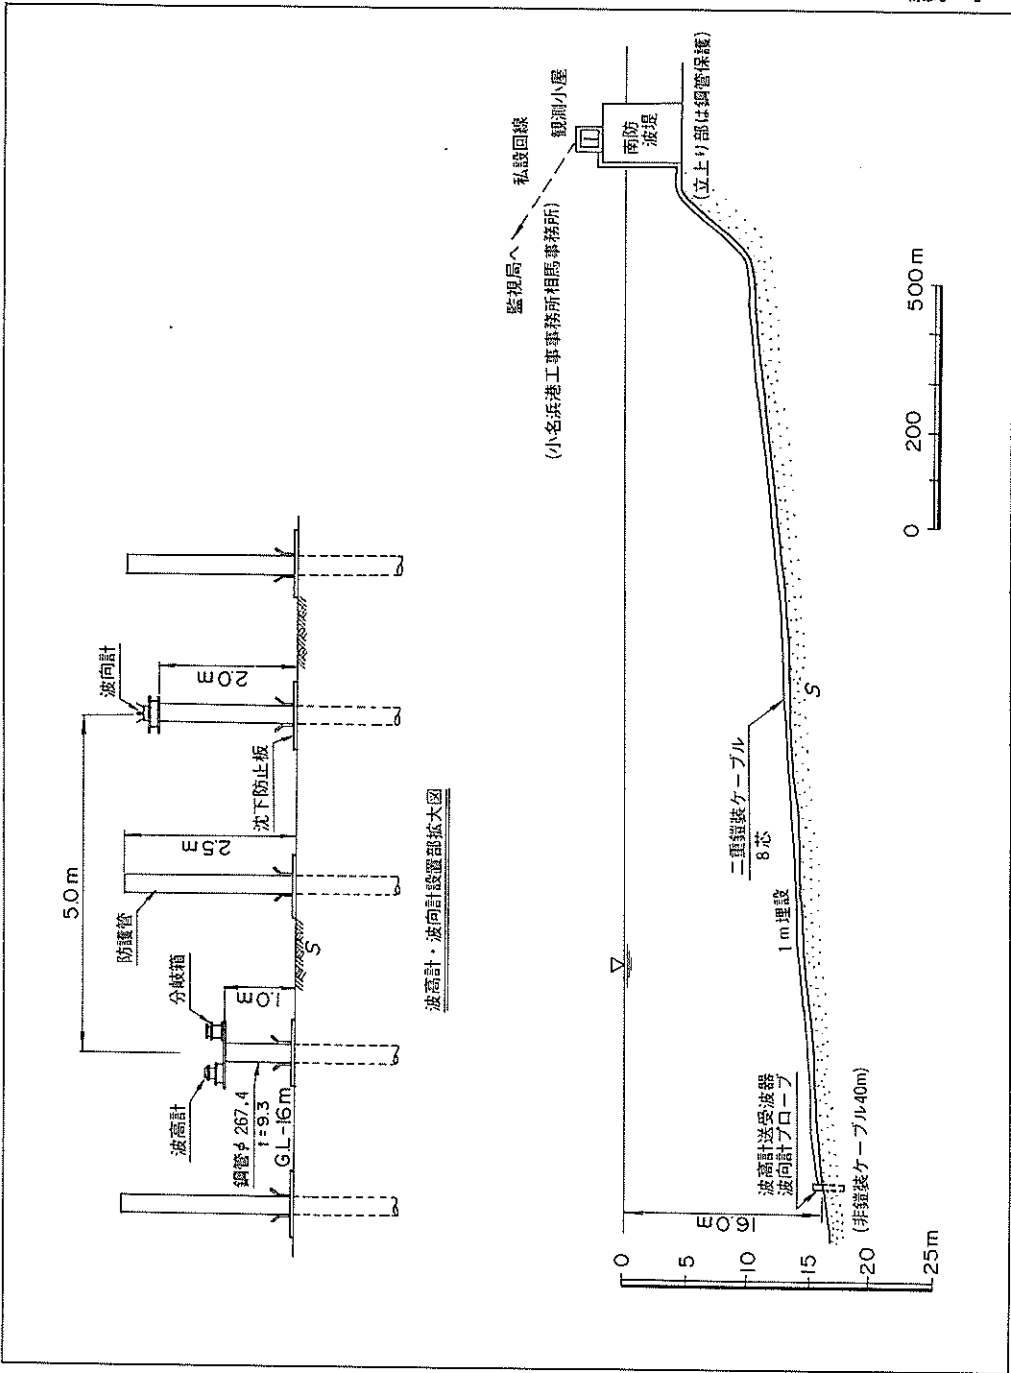 5.0m
波高計
分岐箱
防護管
波向計
1.0m
2.5m
2.0m
鋼管φ267.4
t=9.3
G.L-16m
S
沈下防止板
波高計・波向計設置部拡大図
監視局へ
私設回線
観測小屋
(小名浜港工事事務所相馬事務所)
南防
波堤
(立上り部は鋼管保護)
16.0m
波高計送受波器
波向計プローブ
(非鎧装ケーブル40m)
1m埋設
二重鎧装ケーブル
8芯
S
0
5
10
15
20
25m
0
200
500m